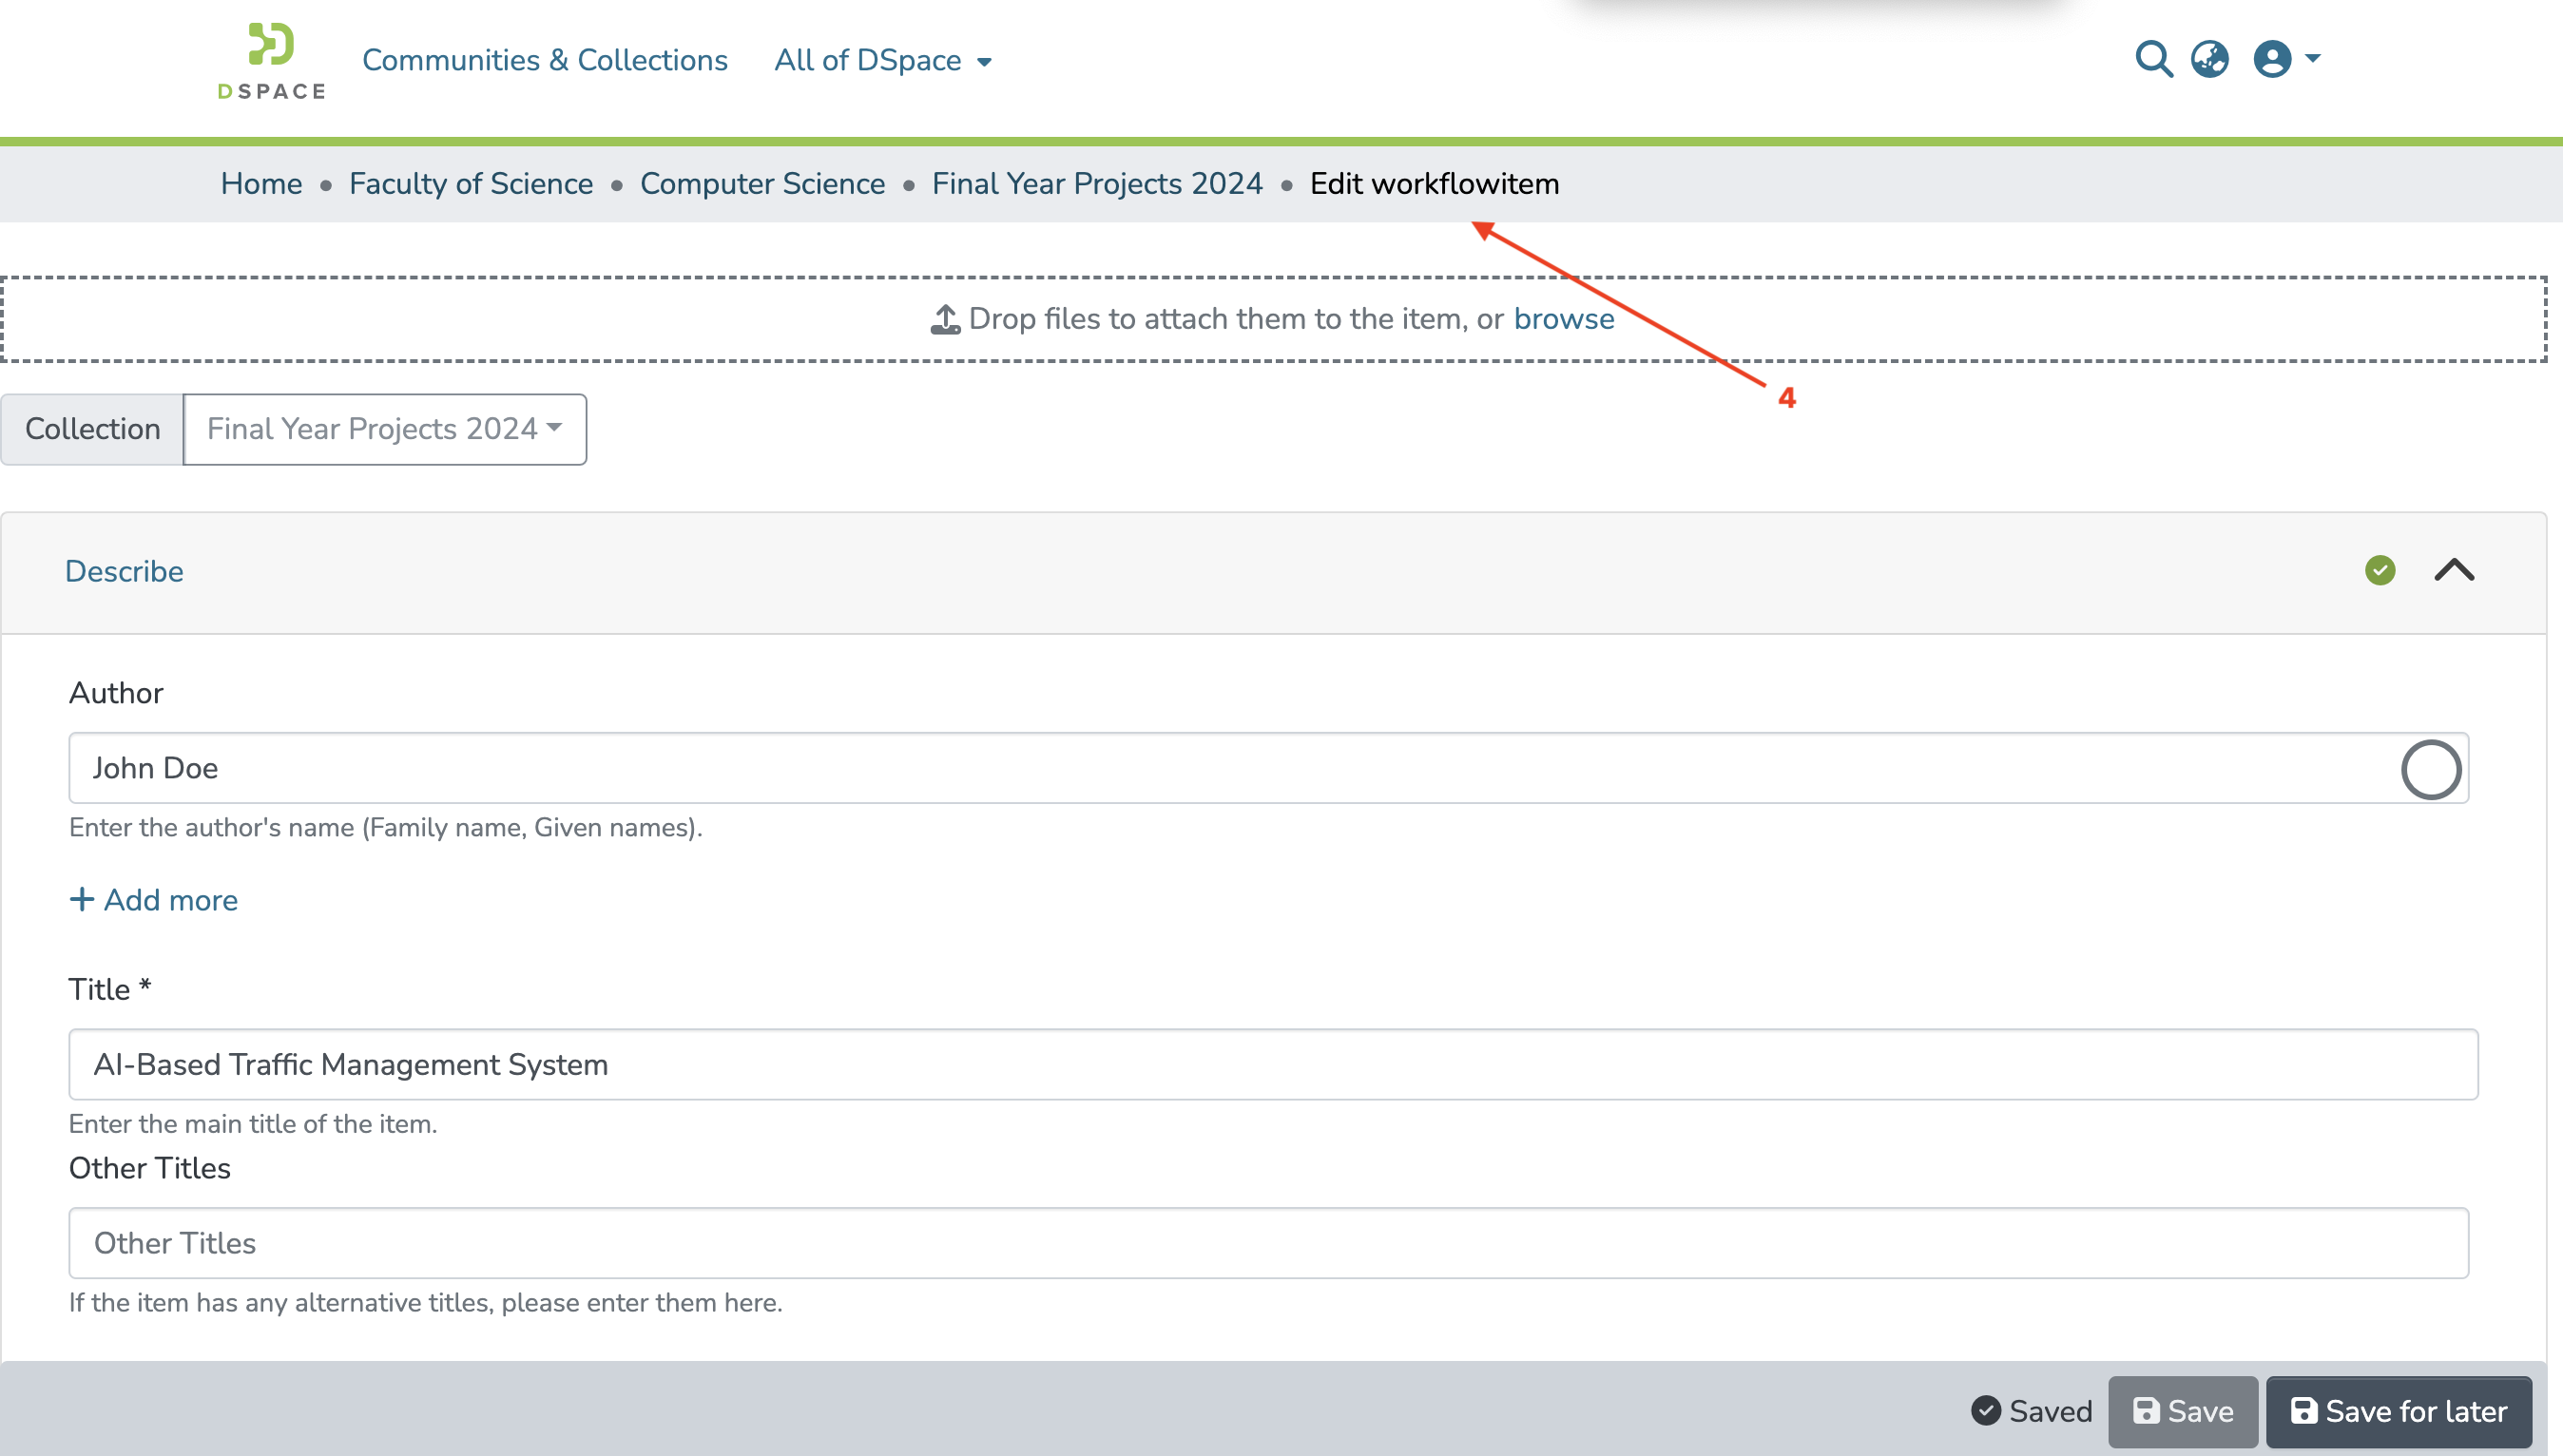 DSPACE
Communities & Collections All of DSpace
Home • Faculty of Science • Computer Science • Final Year Projects 2024 • Edit workflowitem
Drop files to attach them to the item, or browse
4
Collection Final Year Projects 2024
Describe
Author
John Doe
Enter the author's name (Family name, Given names).
+ Add more
Title *
AI-Based Traffic Management System
Enter the main title of the item.
Other Titles
Other Titles
If the item has any alternative titles, please enter them here.
Saved Save Save for later